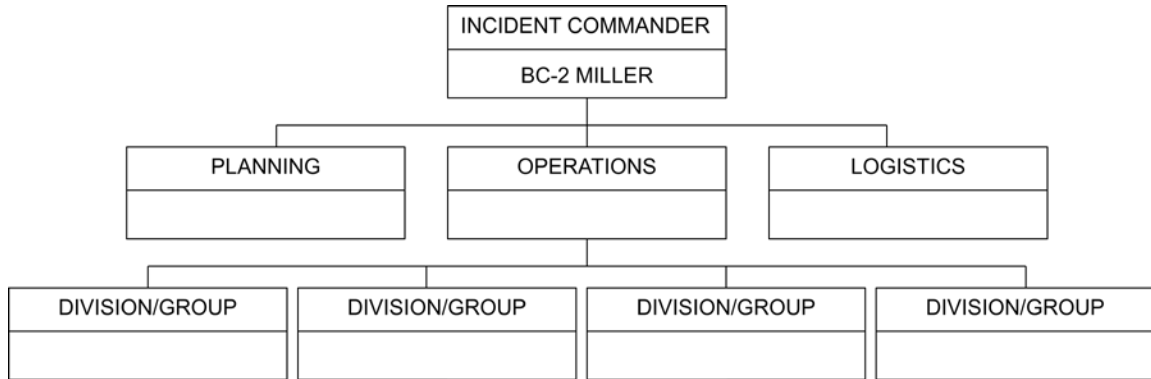 INCIDENT COMMANDER
BC-2 MILLER
PLANNING
OPERATIONS
LOGISTICS
DIVISION/GROUP
DIVISION/GROUP
DIVISION/GROUP
DIVISION/GROUP